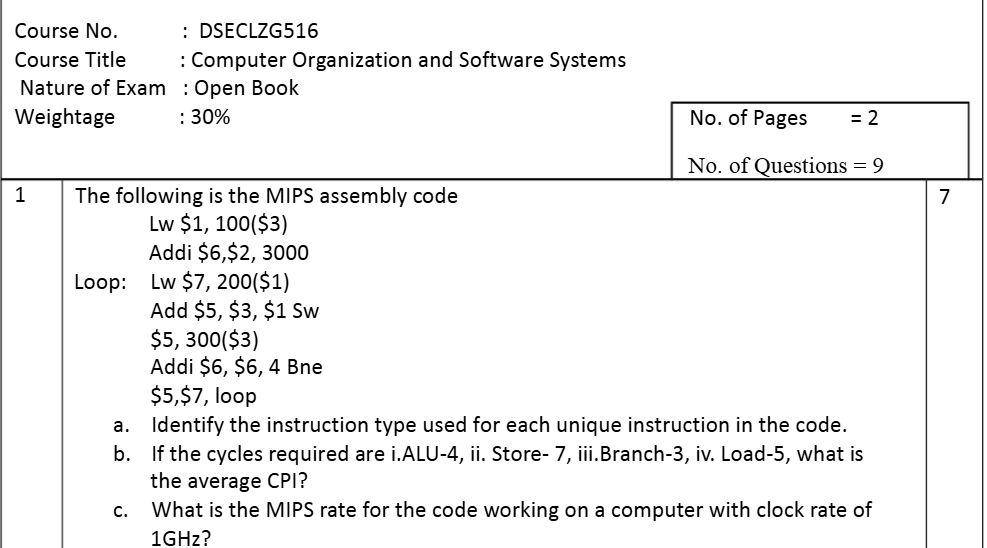 Course No. : DSECLZG516
Course Title : Computer Organization and Software Systems
Nature of Exam : Open Book
Weightage : 30%
No. of Pages = 2
No. of Questions = 9
1 The following is the MIPS assembly code 7
Lw $1, 100($3)
Addi $6,$2, 3000
Loop: Lw $7, 200($1)
Add $5, $3, $1 Sw
$5, 300($3)
Addi $6, $6, 4 Bne
$5,$7, loop
a. Identify the instruction type used for each unique instruction in the code.
b. If the cycles required are i.ALU-4, ii. Store- 7, iii.Branch-3, iv. Load-5, what is
the average CPI?
c. What is the MIPS rate for the code working on a computer with clock rate of
1GHz?